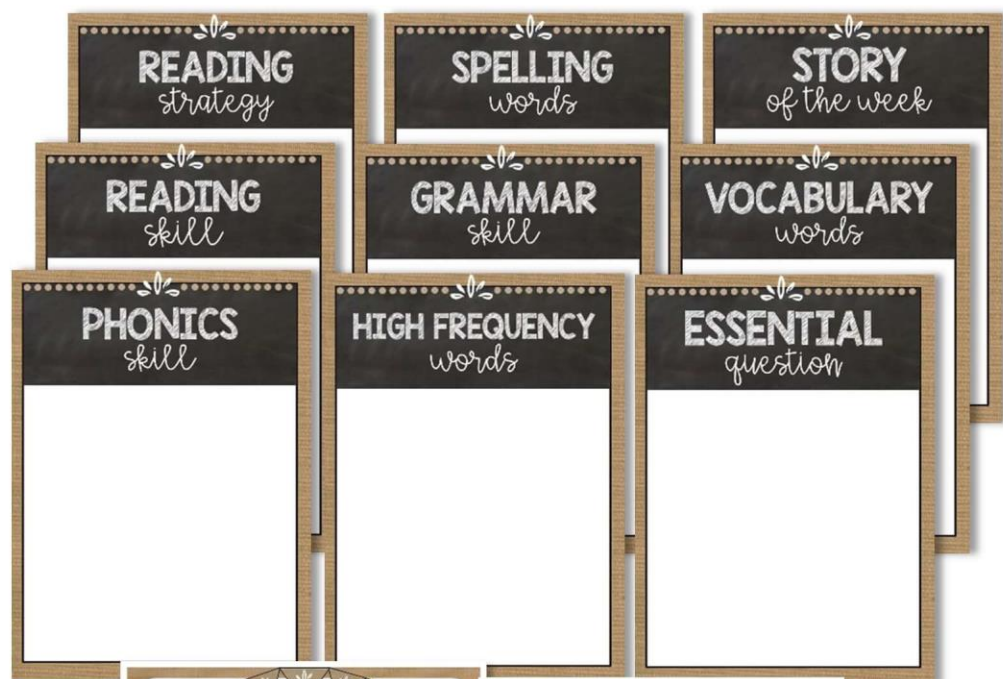 READING
strategy
SPELLING
words
STORY
of the week
READING
skill
GRAMMAR
skill
VOCABULARY
words
PHONICS
skill
HIGH FREQUENCY
words
ESSENTIAL
question